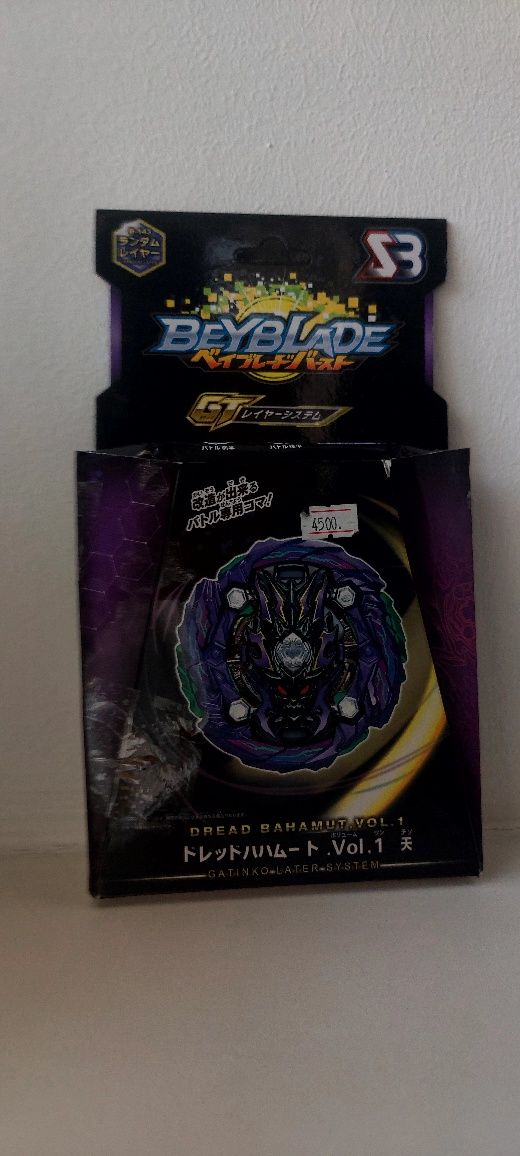 B-143
ランダム
レイヤー
SB
BEYBLADE
ベイブレードバースト
GT
レイヤーシステム
改造が出来る
バトル専用コマ!
4500.
DREAD BAHAMUT.VOL.1
ボリューム ワン テン
ドレッドハハムート .Vol.1 天
GATINKO LATER SYSTEM